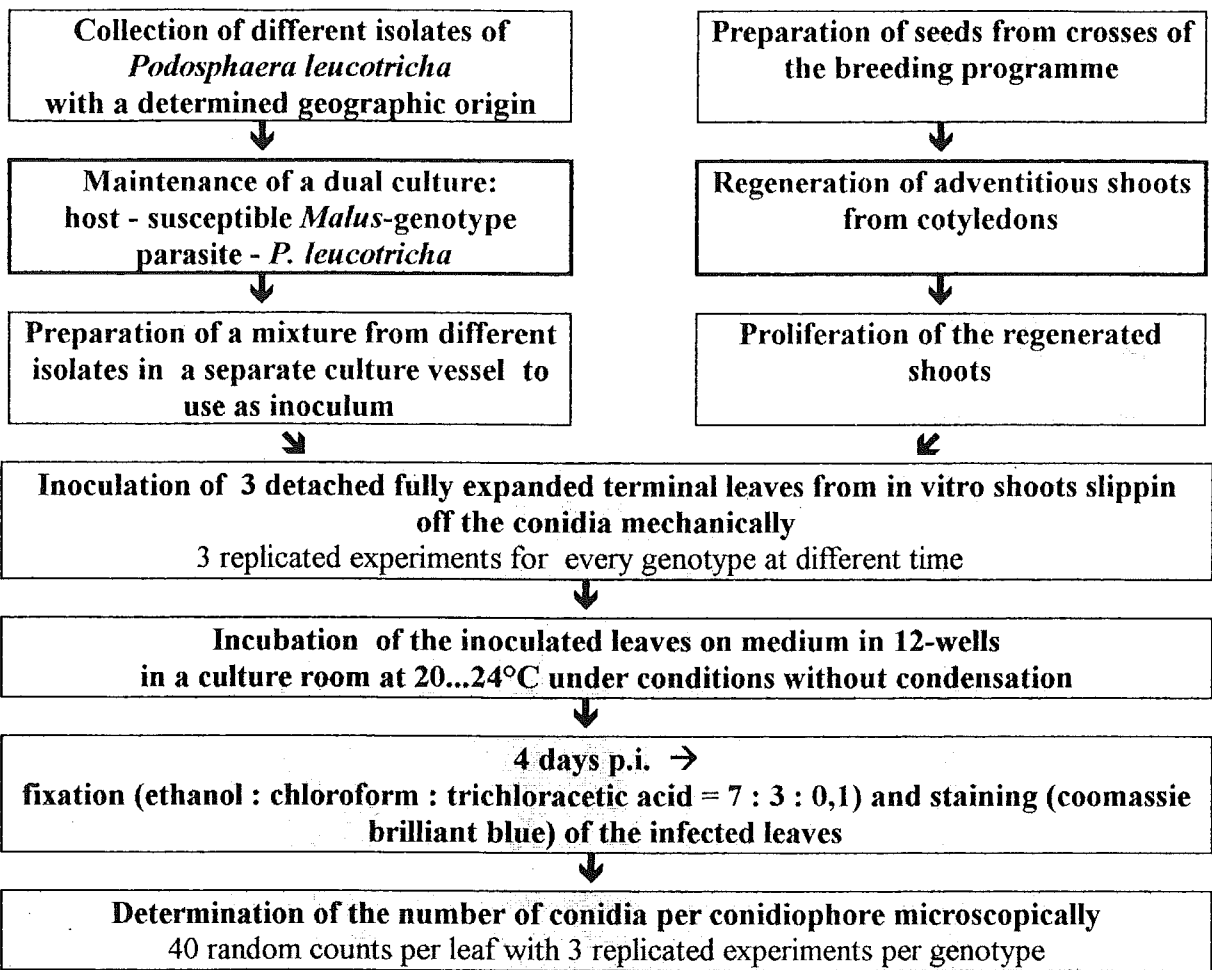 Collection of different isolates of
Podosphaera leucotricha
with a determined geographic origin
Preparation of seeds from crosses of
the breeding programme
Maintenance of a dual culture:
host - susceptible Malus-genotype
parasite - P. leucotricha
Regeneration of adventitious shoots
from cotyledons
Preparation of a mixture from different
isolates in a separate culture vessel to
use as inoculum
Proliferation of the regenerated
shoots
Inoculation of 3 detached fully expanded terminal leaves from in vitro shoots slippin
off the conidia mechanically
3 replicated experiments for every genotype at different time
Incubation of the inoculated leaves on medium in 12-wells
in a culture room at 20...24°C under conditions without condensation
4 days p.i. →
fixation (ethanol : chloroform : trichloracetic acid = 7 : 3 : 0,1) and staining (coomassie
brilliant blue) of the infected leaves
Determination of the number of conidia per conidiophore microscopically
40 random counts per leaf with 3 replicated experiments per genotype